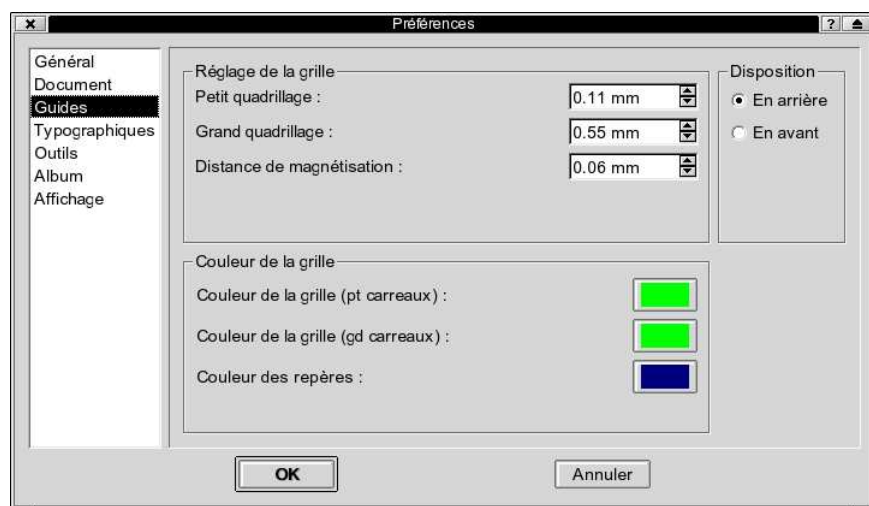 Préférences
?
Général
Document
Guides
Typographiques
Outils
Album
Affichage
Réglage de la grille
Petit quadrillage :
0.11 mm
Grand quadrillage :
0.55 mm
Distance de magnétisation :
0.06 mm
Disposition
En arrière
En avant
Couleur de la grille
Couleur de la grille (pt carreaux) :
Couleur de la grille (gd carreaux) :
Couleur des repères :
OK
Annuler